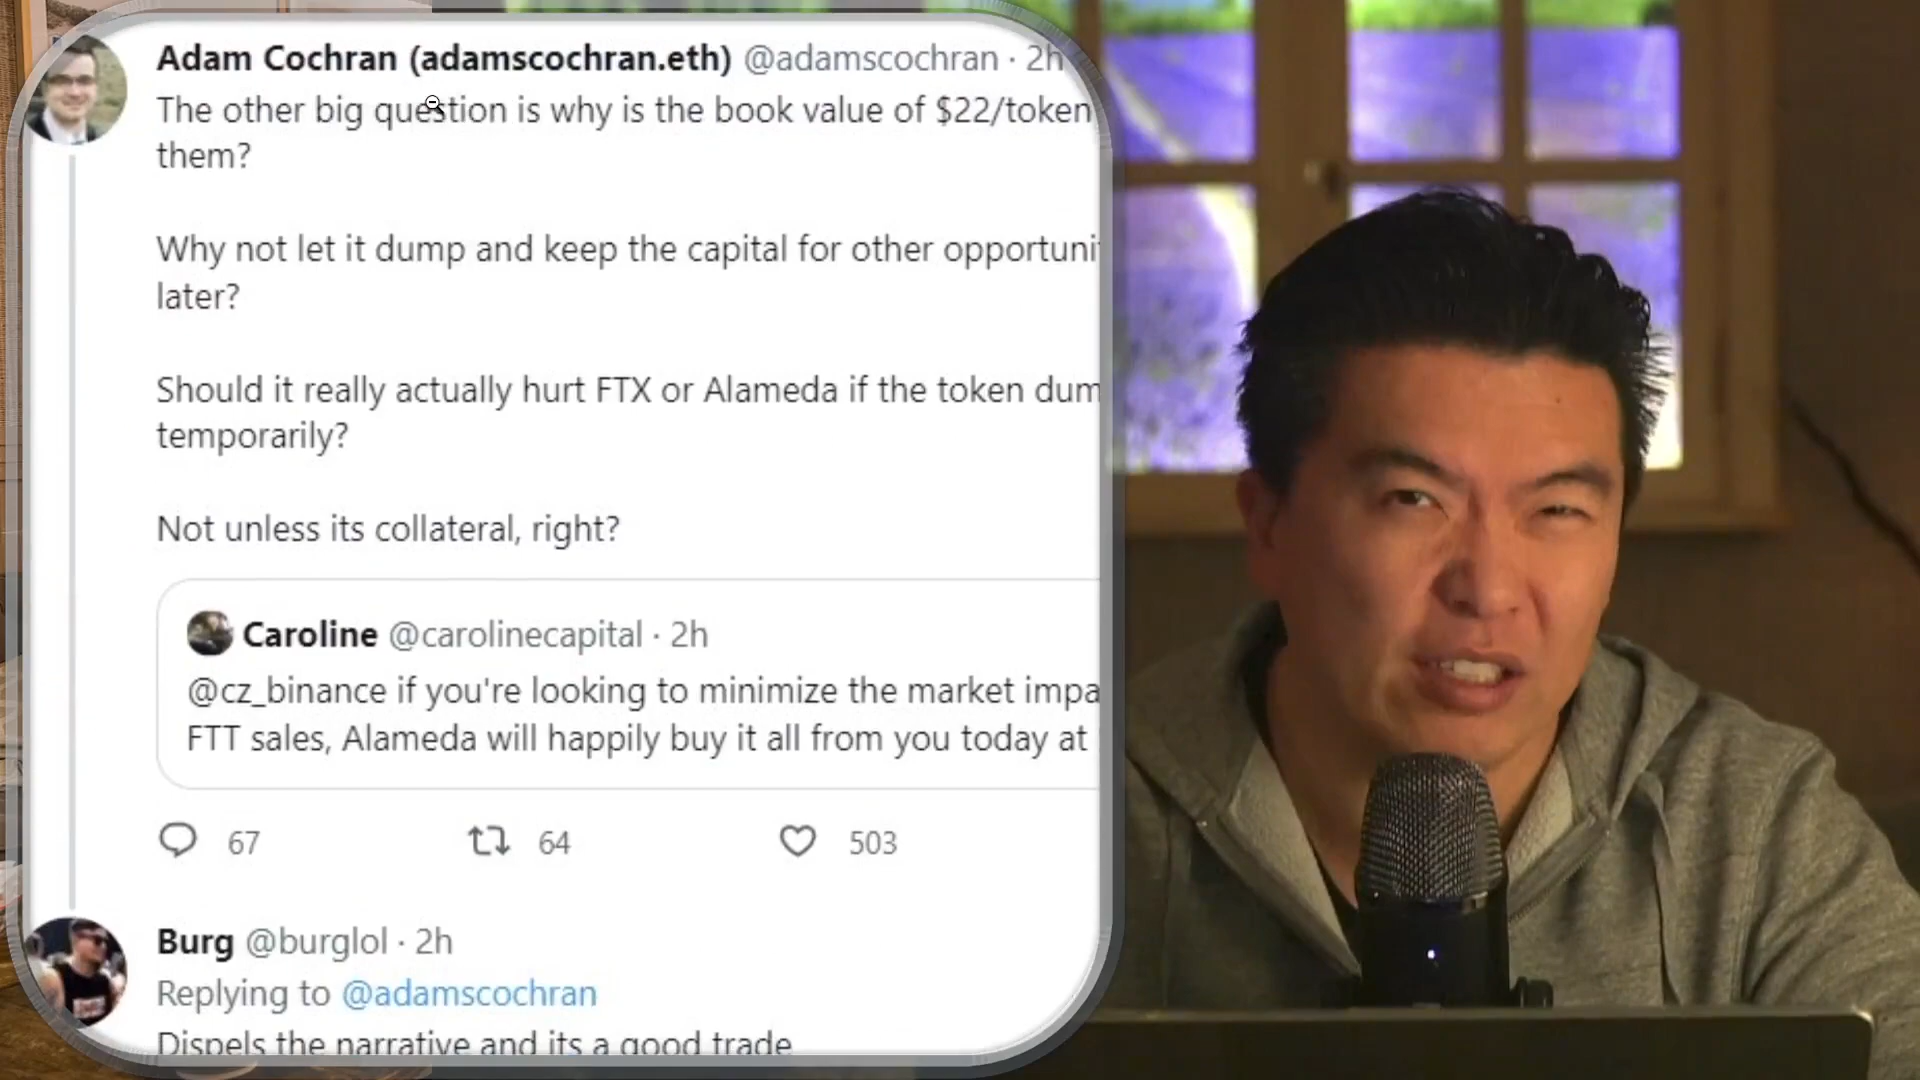 Adam Cochran (adamscochran.eth) @adamscochran · 2h
The other big question is why is the book value of $22/token
them?
Why not let it dump and keep the capital for other opportuni
later?
Should it really actually hurt FTX or Alameda if the token dum
temporarily?
Not unless its collateral, right?
Caroline @carolinecapital · 2h
@cz_binance if you're looking to minimize the market impa
FTT sales, Alameda will happily buy it all from you today at
67 64 503
Burg @burglol · 2h
Replying to @adamscochran
Dispels the narrative and its a good trade